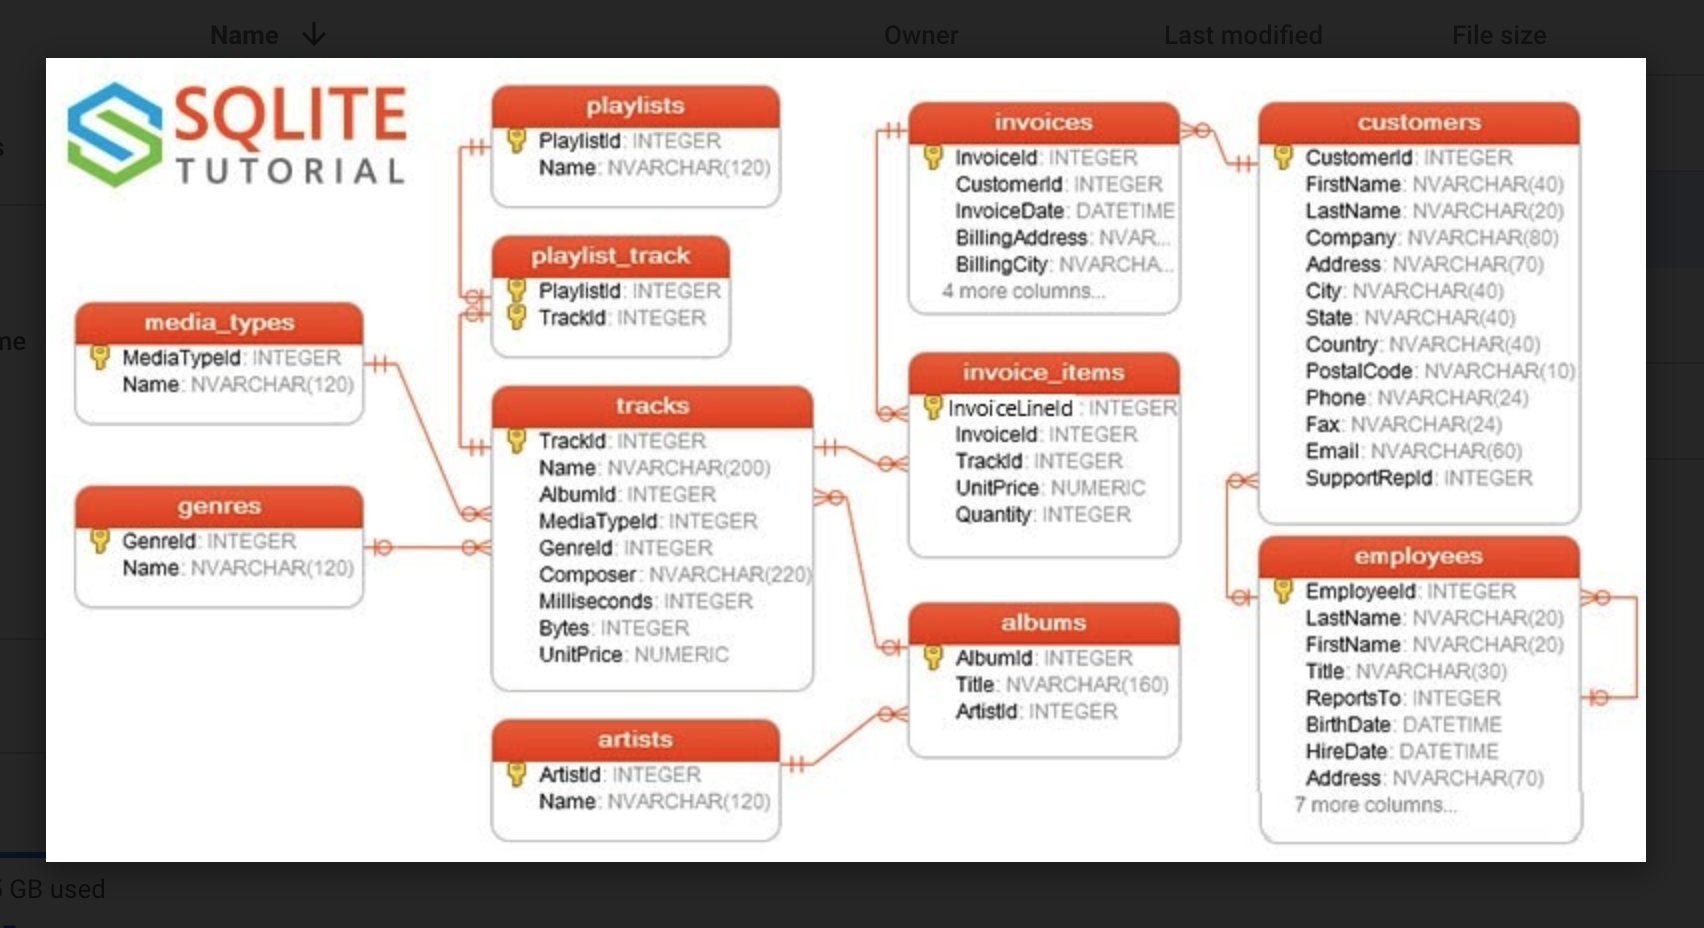 Name ↓
Owner
Last modified
File size
SQLITE
TUTORIAL
playlists
PlaylistId: INTEGER
Name: NVARCHAR(120)
playlist_track
PlaylistId: INTEGER
TrackId: INTEGER
media_types
MediaTypeId: INTEGER
Name: NVARCHAR(120)
genres
GenreId: INTEGER
Name: NVARCHAR(120)
tracks
TrackId: INTEGER
Name: NVARCHAR(200)
AlbumId: INTEGER
MediaTypeId: INTEGER
GenreId: INTEGER
Composer: NVARCHAR(220)
Milliseconds: INTEGER
Bytes: INTEGER
UnitPrice: NUMERIC
artists
ArtistId: INTEGER
Name: NVARCHAR(120)
invoices
InvoiceId: INTEGER
CustomerId: INTEGER
InvoiceDate: DATETIME
BillingAddress: NVAR...
BillingCity: NVARCHA...
4 more columns...
invoice_items
InvoiceLineId : INTEGER
InvoiceId: INTEGER
TrackId: INTEGER
UnitPrice: NUMERIC
Quantity: INTEGER
albums
AlbumId: INTEGER
Title: NVARCHAR(160)
ArtistId: INTEGER
customers
CustomerId: INTEGER
FirstName: NVARCHAR(40)
LastName: NVARCHAR(20)
Company: NVARCHAR(80)
Address: NVARCHAR(70)
City: NVARCHAR(40)
State: NVARCHAR(40)
Country: NVARCHAR(40)
PostalCode: NVARCHAR(10)
Phone: NVARCHAR(24)
Fax: NVARCHAR(24)
Email: NVARCHAR(60)
SupportRepId: INTEGER
employees
EmployeeId: INTEGER
LastName: NVARCHAR(20)
FirstName: NVARCHAR(20)
Title: NVARCHAR(30)
ReportsTo: INTEGER
BirthDate: DATETIME
HireDate: DATETIME
Address: NVARCHAR(70)
7 more columns...
GB used